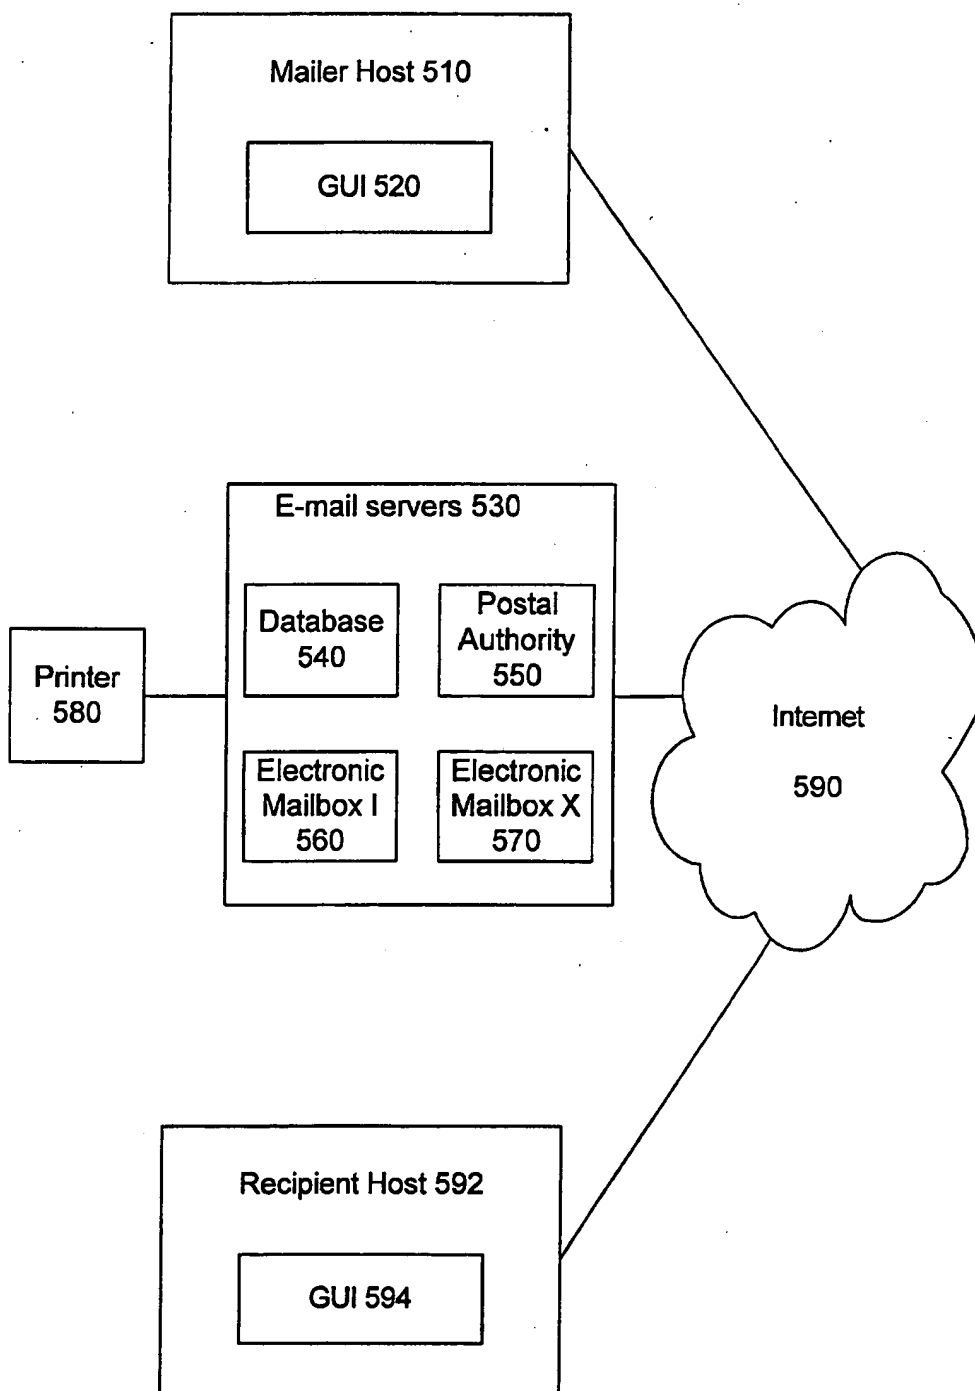 Mailer Host 510
GUI 520
E-mail servers 530
Database
540
Postal
Authority
550
Printer
580
Internet
590
Electronic
Mailbox I
560
Electronic
Mailbox X
570
Recipient Host 592
GUI 594